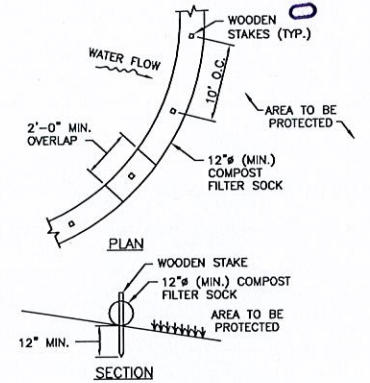 WOODEN
STAKES (TYP.)
WATER FLOW
10' O.C.
AREA TO BE
PROTECTED
2'-0" MIN.
OVERLAP
12"ø (MIN.)
COMPOST
FILTER SOCK
PLAN
WOODEN STAKE
12"ø (MIN.) COMPOST
FILTER SOCK
AREA TO BE
PROTECTED
12" MIN.
SECTION